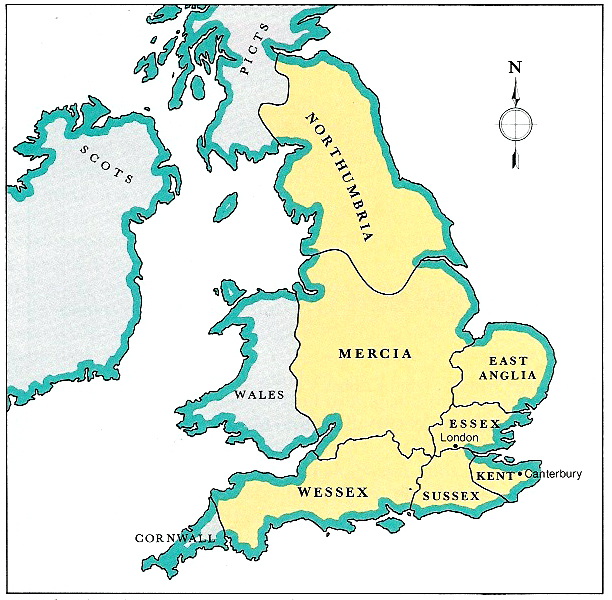 PICTS
N
NORTHUMBRIA
SCOTS
MERCIA
EAST
ANGLIA
WALES
ESSEX
London
KENT
Canterbury
WESSEX
SUSSEX
CORNWALL